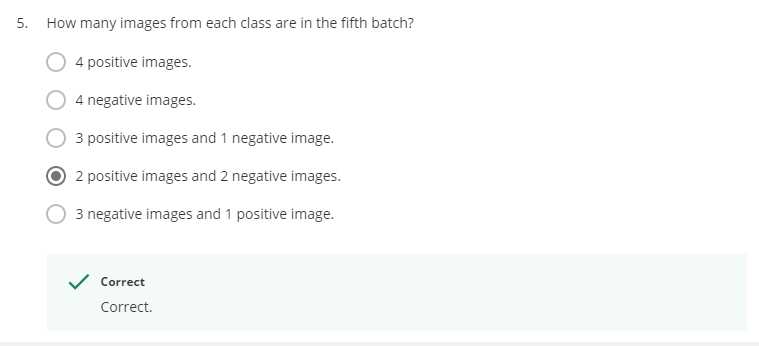 5. How many images from each class are in the fifth batch?
4 positive images.
4 negative images.
3 positive images and 1 negative image.
2 positive images and 2 negative images.
3 negative images and 1 positive image.
Correct
Correct.